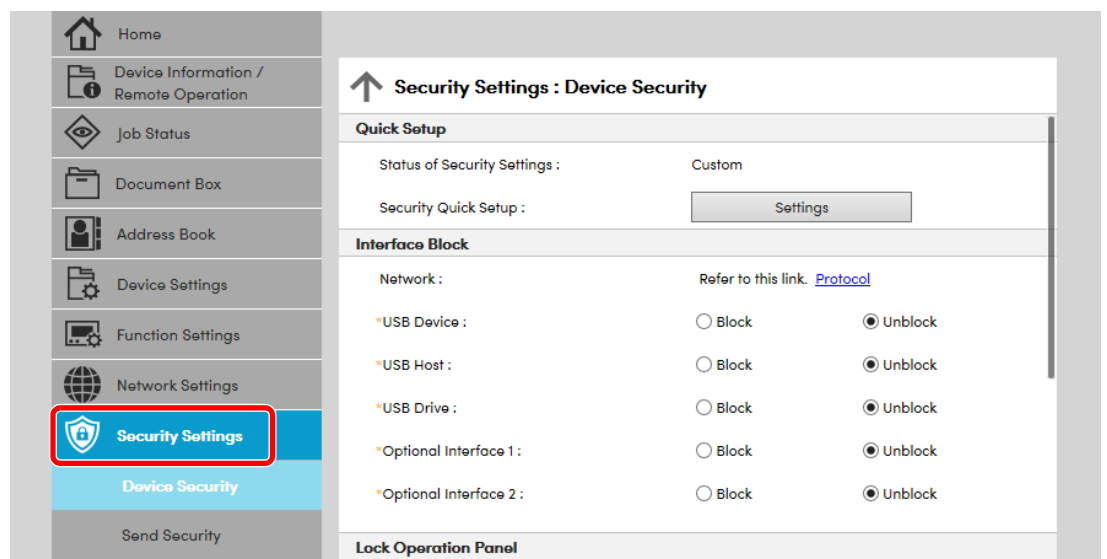 Home
Device Information /
Remote Operation
Job Status
Document Box
Address Book
Device Settings
Function Settings
Network Settings
Security Settings
Device Security
Send Security
Security Settings : Device Security
Quick Setup
Status of Security Settings : Custom
Security Quick Setup : Settings
Interface Block
Network : Refer to this link. Protocol
*USB Device : Block Unblock
*USB Host : Block Unblock
*USB Drive : Block Unblock
*Optional Interface 1 : Block Unblock
*Optional Interface 2 : Block Unblock
Lock Operation Panel